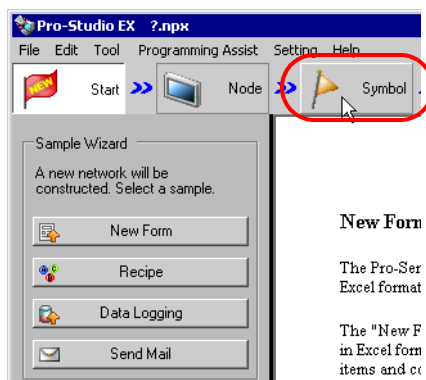 Pro-Studio EX ?.npx
File Edit Tool Programming Assist Setting Help
NEW Start Node Symbol
Sample Wizard
A new network will be
constructed. Select a sample.
New Form
Recipe
Data Logging
Send Mail
New Form
The Pro-Ser
Excel format
The "New F
in Excel form
items and co